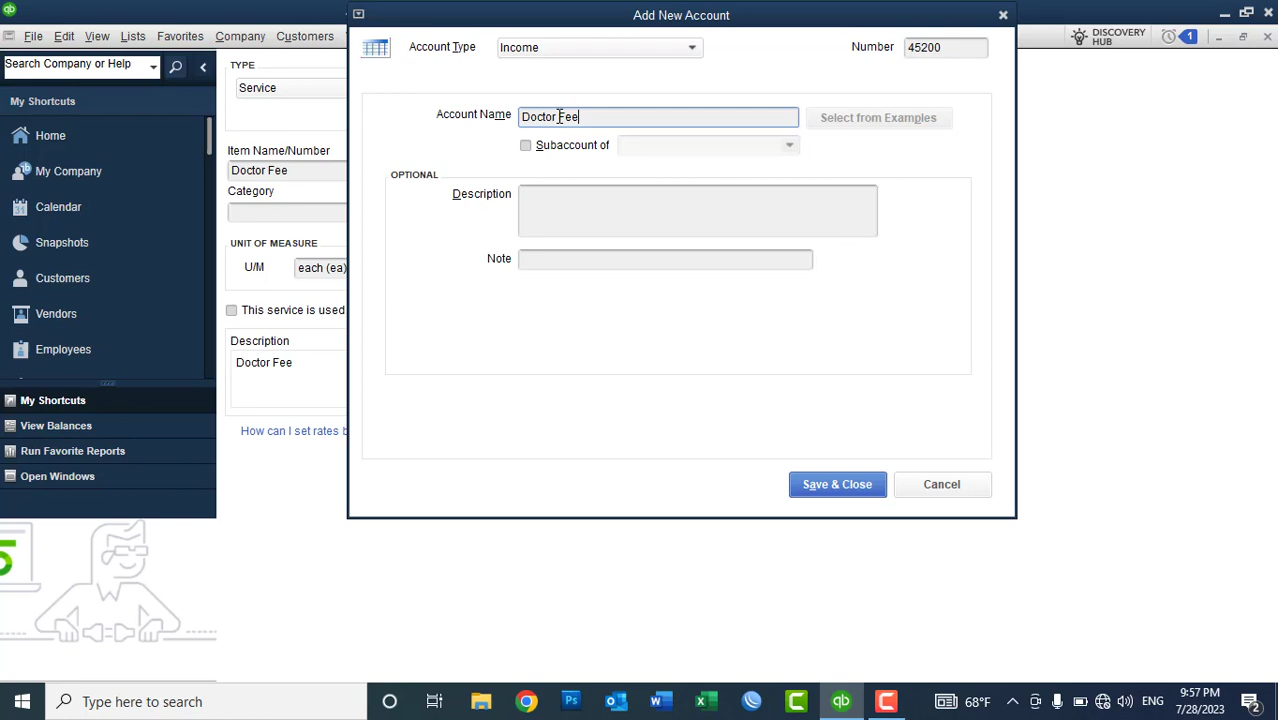 Add New Account
File Edit View Lists Favorites Company Customers
DISCOVERY HUB
1
Search Company or Help
My Shortcuts
Home
My Company
Calendar
Snapshots
Customers
Vendors
Employees
My Shortcuts
View Balances
Run Favorite Reports
Open Windows
TYPE
Service
Item Name/Number
Doctor Fee
Category
UNIT OF MEASURE
U/M each (ea)
This service is used
Description
Doctor Fee
How can I set rates b
Account Type Income Number 45200
Account Name Doctor Fee Select from Examples
Subaccount of
OPTIONAL
Description
Note
Save & Close Cancel
Type here to search
Ps
68°F
ENG
9:57 PM
7/28/2023
2